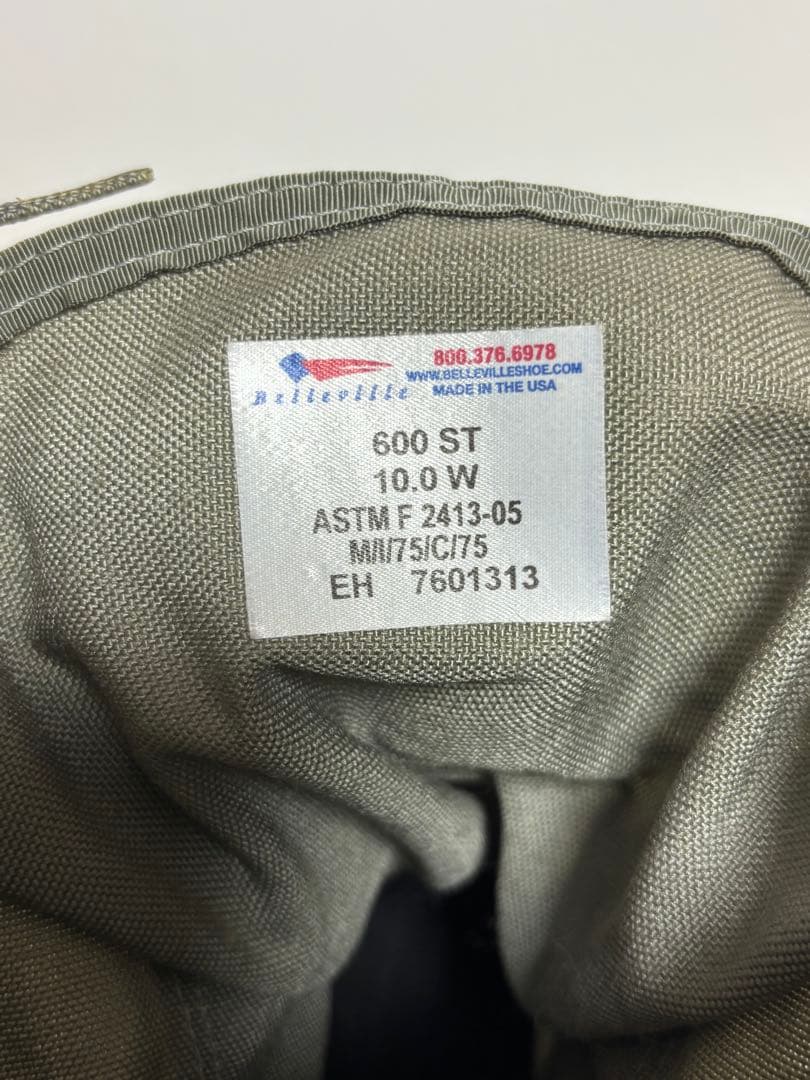 Belleville
800.376.6978
WWW.BELLEVILLESHOE.COM
MADE IN THE USA
600 ST
10.0 W
ASTM F 2413-05
M/I/75/C/75
EH 7601313